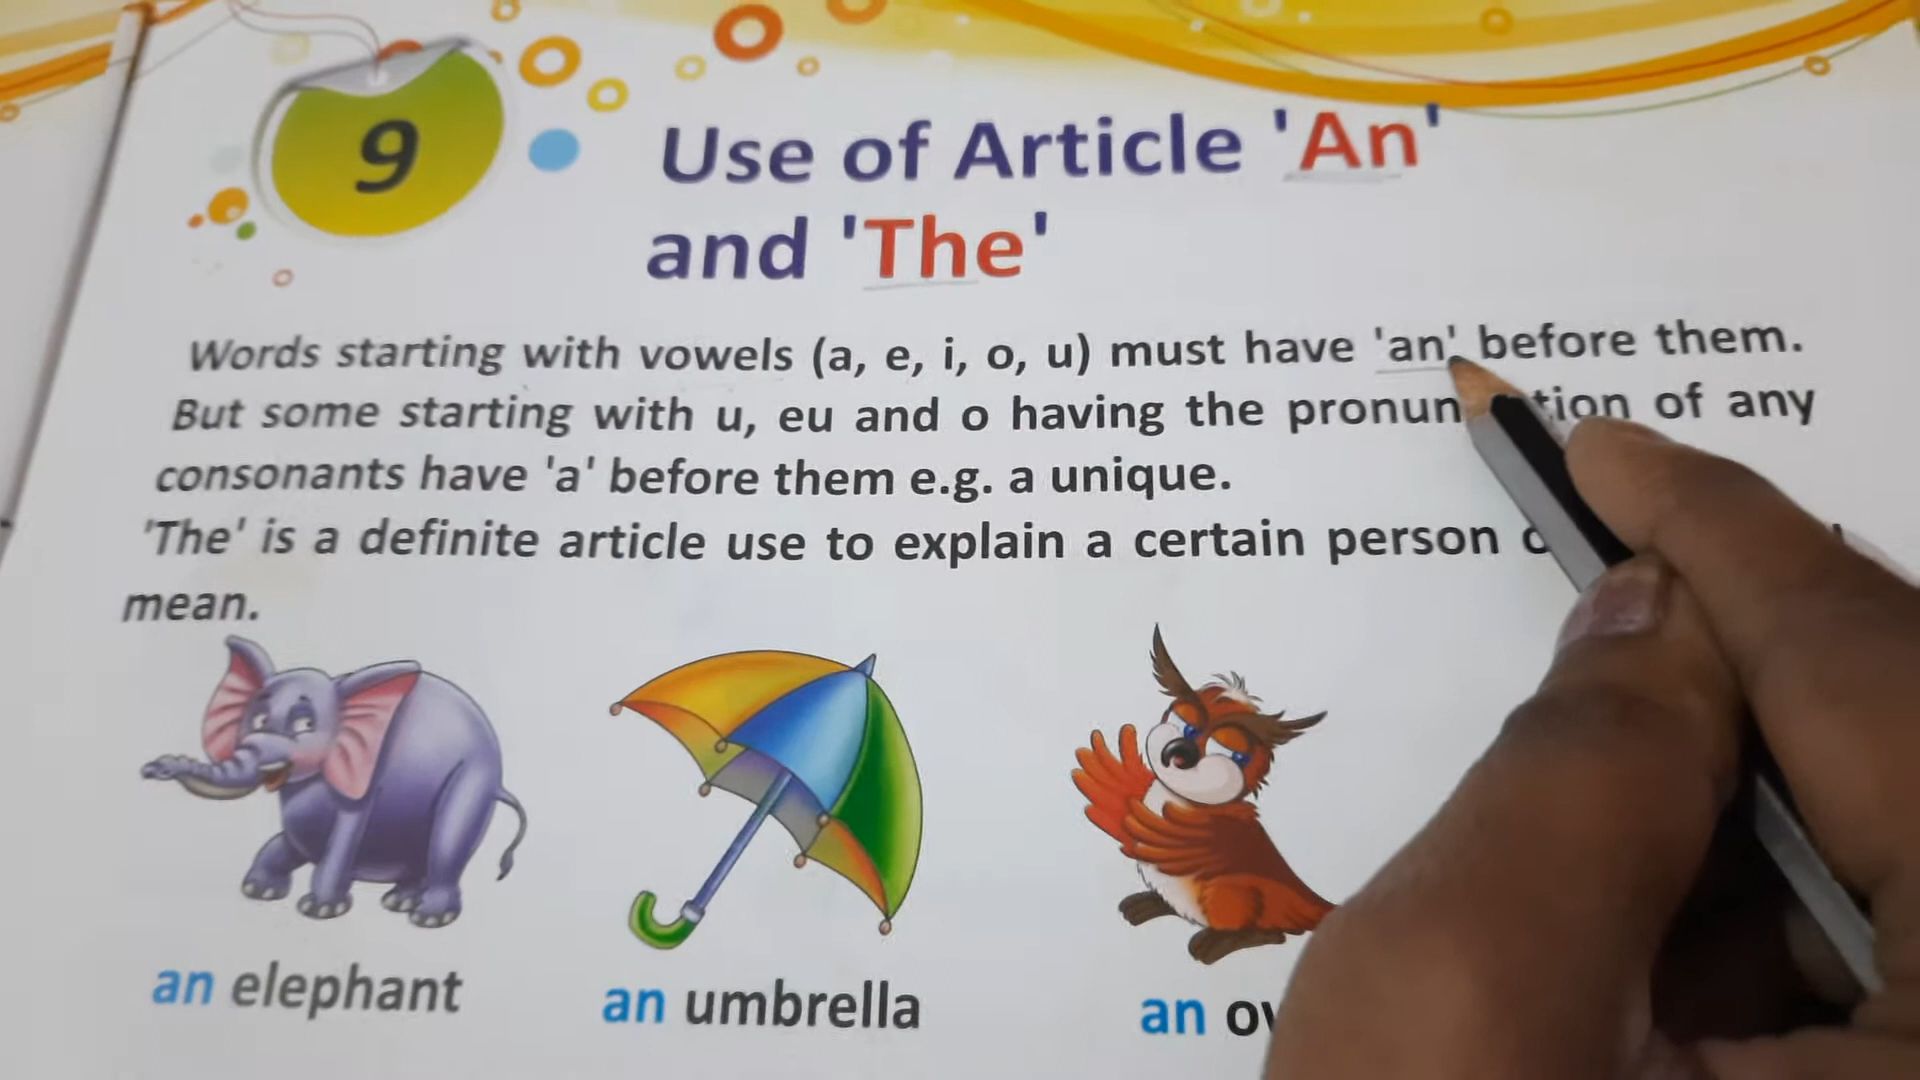 9
Use of Article 'An'
and 'The'
Words starting with vowels (a, e, i, o, u) must have 'an' before them.
But some starting with u, eu and o having the of any
consonants have 'a' before them e.g. a unique.
'The' is a definite article use to explain a certain person
mean.
an elephant
an umbrella
an